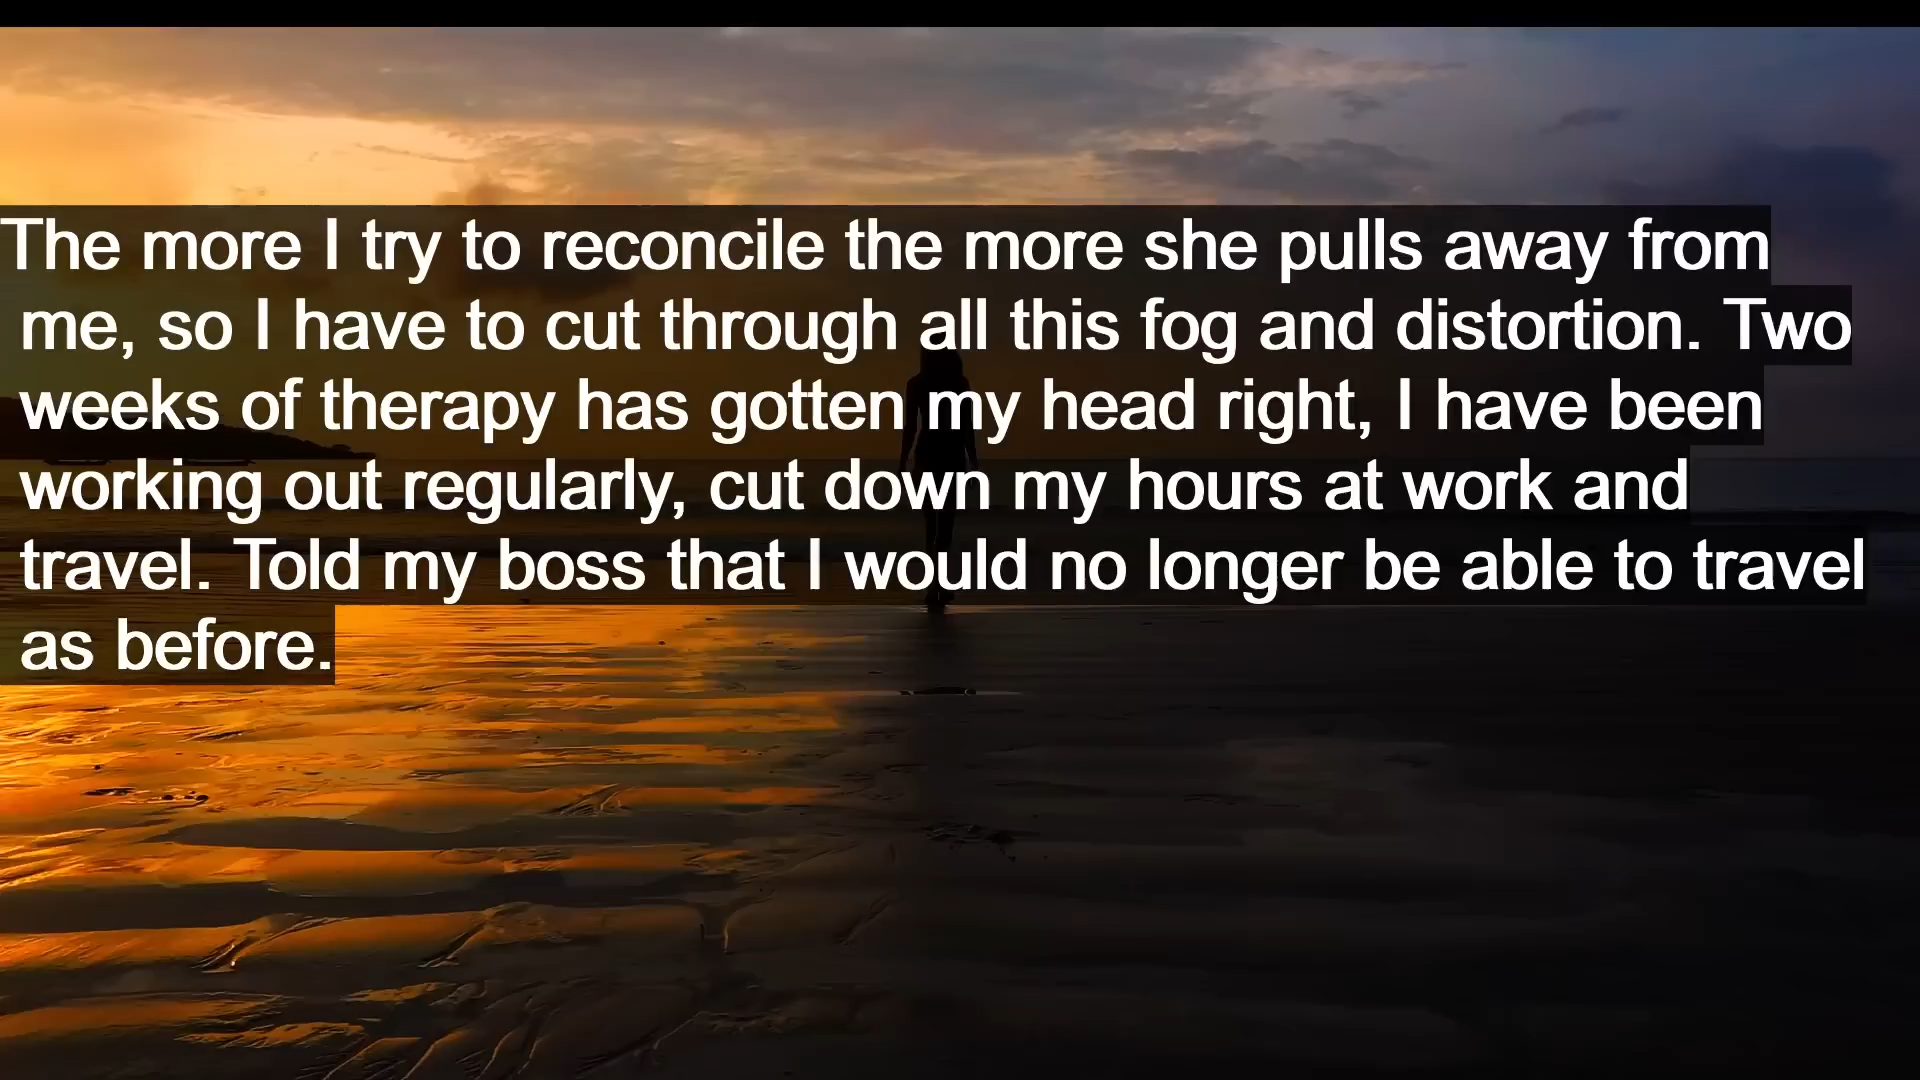 The more I try to reconcile the more she pulls away from
me, so I have to cut through all this fog and distortion. Two
weeks of therapy has gotten my head right, I have been
working out regularly, cut down my hours at work and
travel. Told my boss that I would no longer be able to travel
as before.